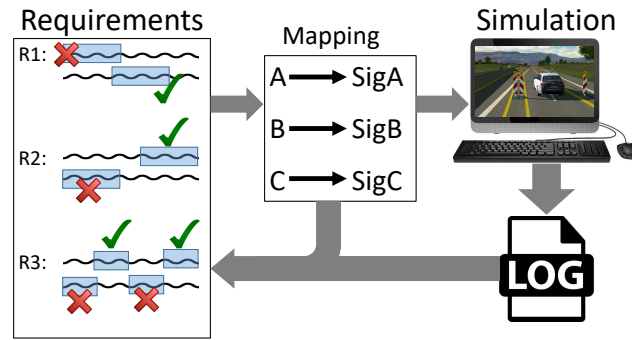 Requirements
Mapping
Simulation
R1:
R2:
R3:
A SigA
B SigB
C SigC
LOG